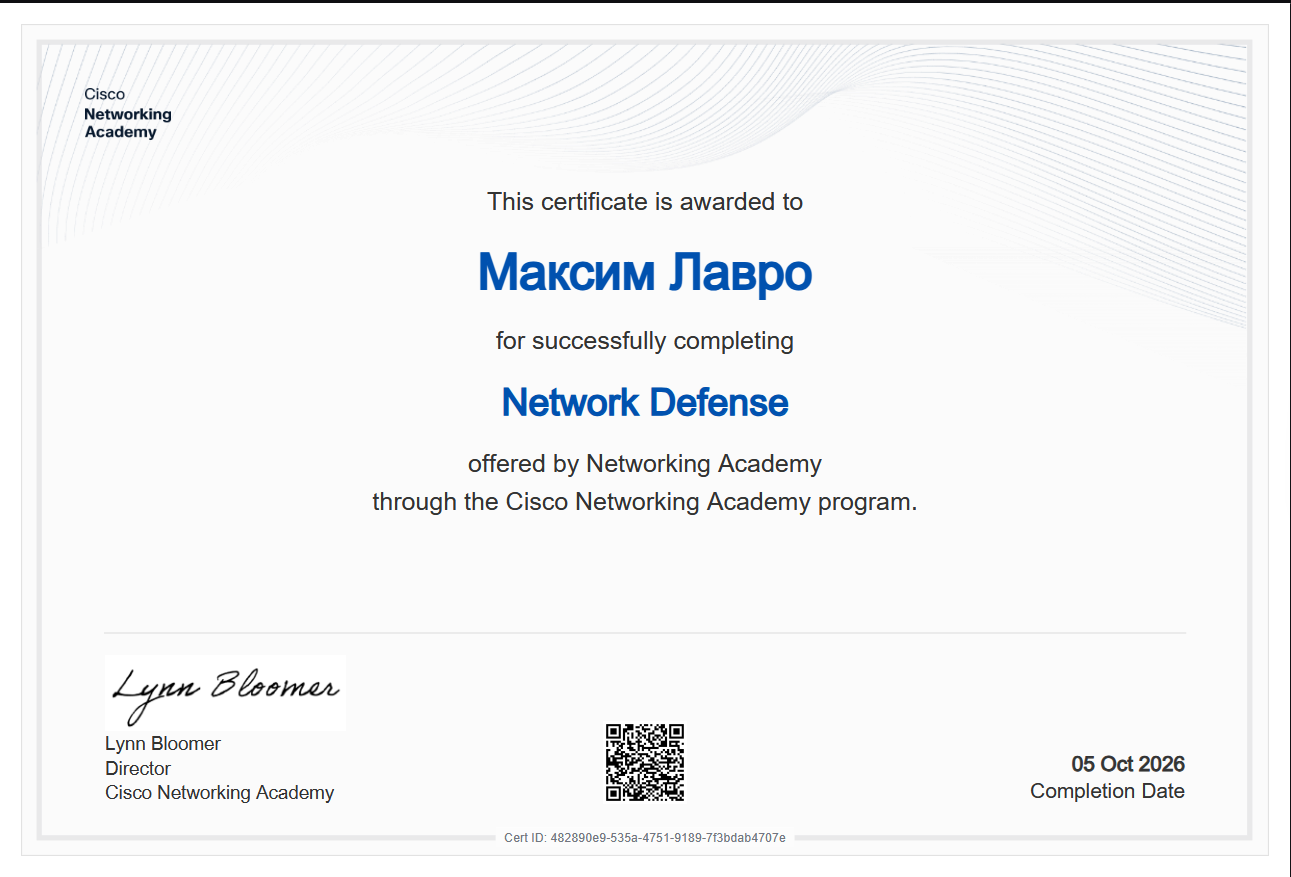 Cisco
Networking
Academy
This certificate is awarded to
Максим Лавро
for successfully completing
Network Defense
offered by Networking Academy
through the Cisco Networking Academy program.
Lynn Bloomer
Lynn Bloomer
Director
Cisco Networking Academy
05 Oct 2026
Completion Date
Cert ID: 482890e9-535a-4751-9189-7f3bdab4707e